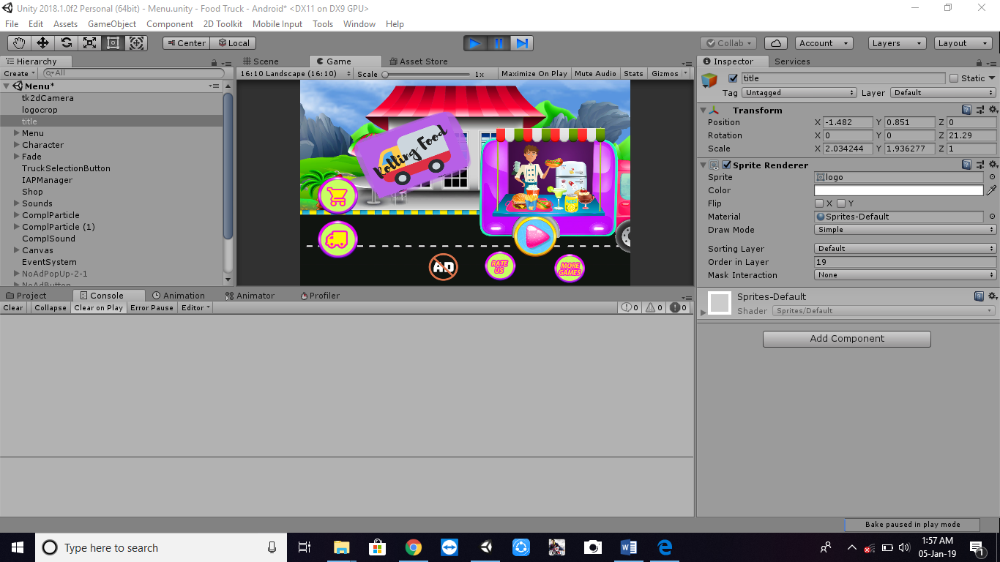 Unity 2018.1.0f2 Personal (64bit) - Menu.unity - Food Truck - Android* <DX11 on DX9 GPU>
File Edit Assets GameObject Component 2D Toolkit Mobile Input Tools Window Help
Center Local Collab Account Layers Layout
Hierarchy
Create All
Menu*
tk2dCamera
logocrop
title
Menu
Character
Fade
TruckSelectionButton
IAPManager
Shop
Sounds
ComplParticle
ComplParticle (1)
ComplSound
Canvas
EventSystem
NoAdPopUp-2-1
NoAdButton
Scene Game Asset Store
16:10 Landscape (16:10) Scale 1x Maximize On Play Mute Audio Stats Gizmos
Rolling Food
AD
RATE
US
MORE
GAMES
Inspector Services
title Static
Tag Untagged Layer Default
Transform
Position X -1.482 Y 0.851 Z 0
Rotation X 0 Y 0 Z 21.29
Scale X 2.034244 Y 1.936277 Z 1
Sprite Renderer
Sprite logo
Color
Flip X Y
Material Sprites-Default
Draw Mode Simple
Sorting Layer Default
Order in Layer 19
Mask Interaction None
Sprites-Default
Shader Sprites/Default
Add Component
Project Console Animation Animator Profiler
Clear Collapse Clear on Play Error Pause Editor 0 0 0
Bake paused in play mode
Type here to search
1:57 AM
05-Jan-19
1